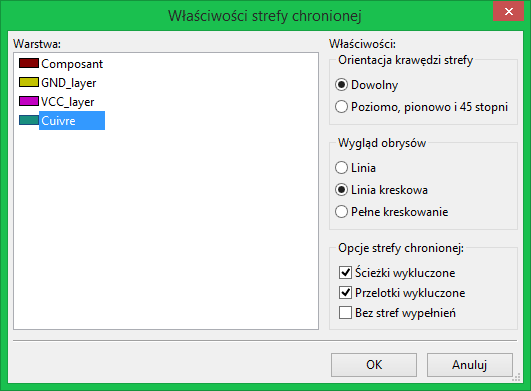 Właściwości strefy chronionej
Warstwa:
Composant
GND_layer
VCC_layer
Cuivre
Właściwości:
Orientacja krawędzi strefy
Dowolny
Poziomo, pionowo i 45 stopni
Wygląd obrysów
Linia
Linia kreskowa
Pełne kreskowanie
Opcje strefy chronionej:
Ścieżki wykluczone
Przelotki wykluczone
Bez stref wypełnień
OK
Anuluj